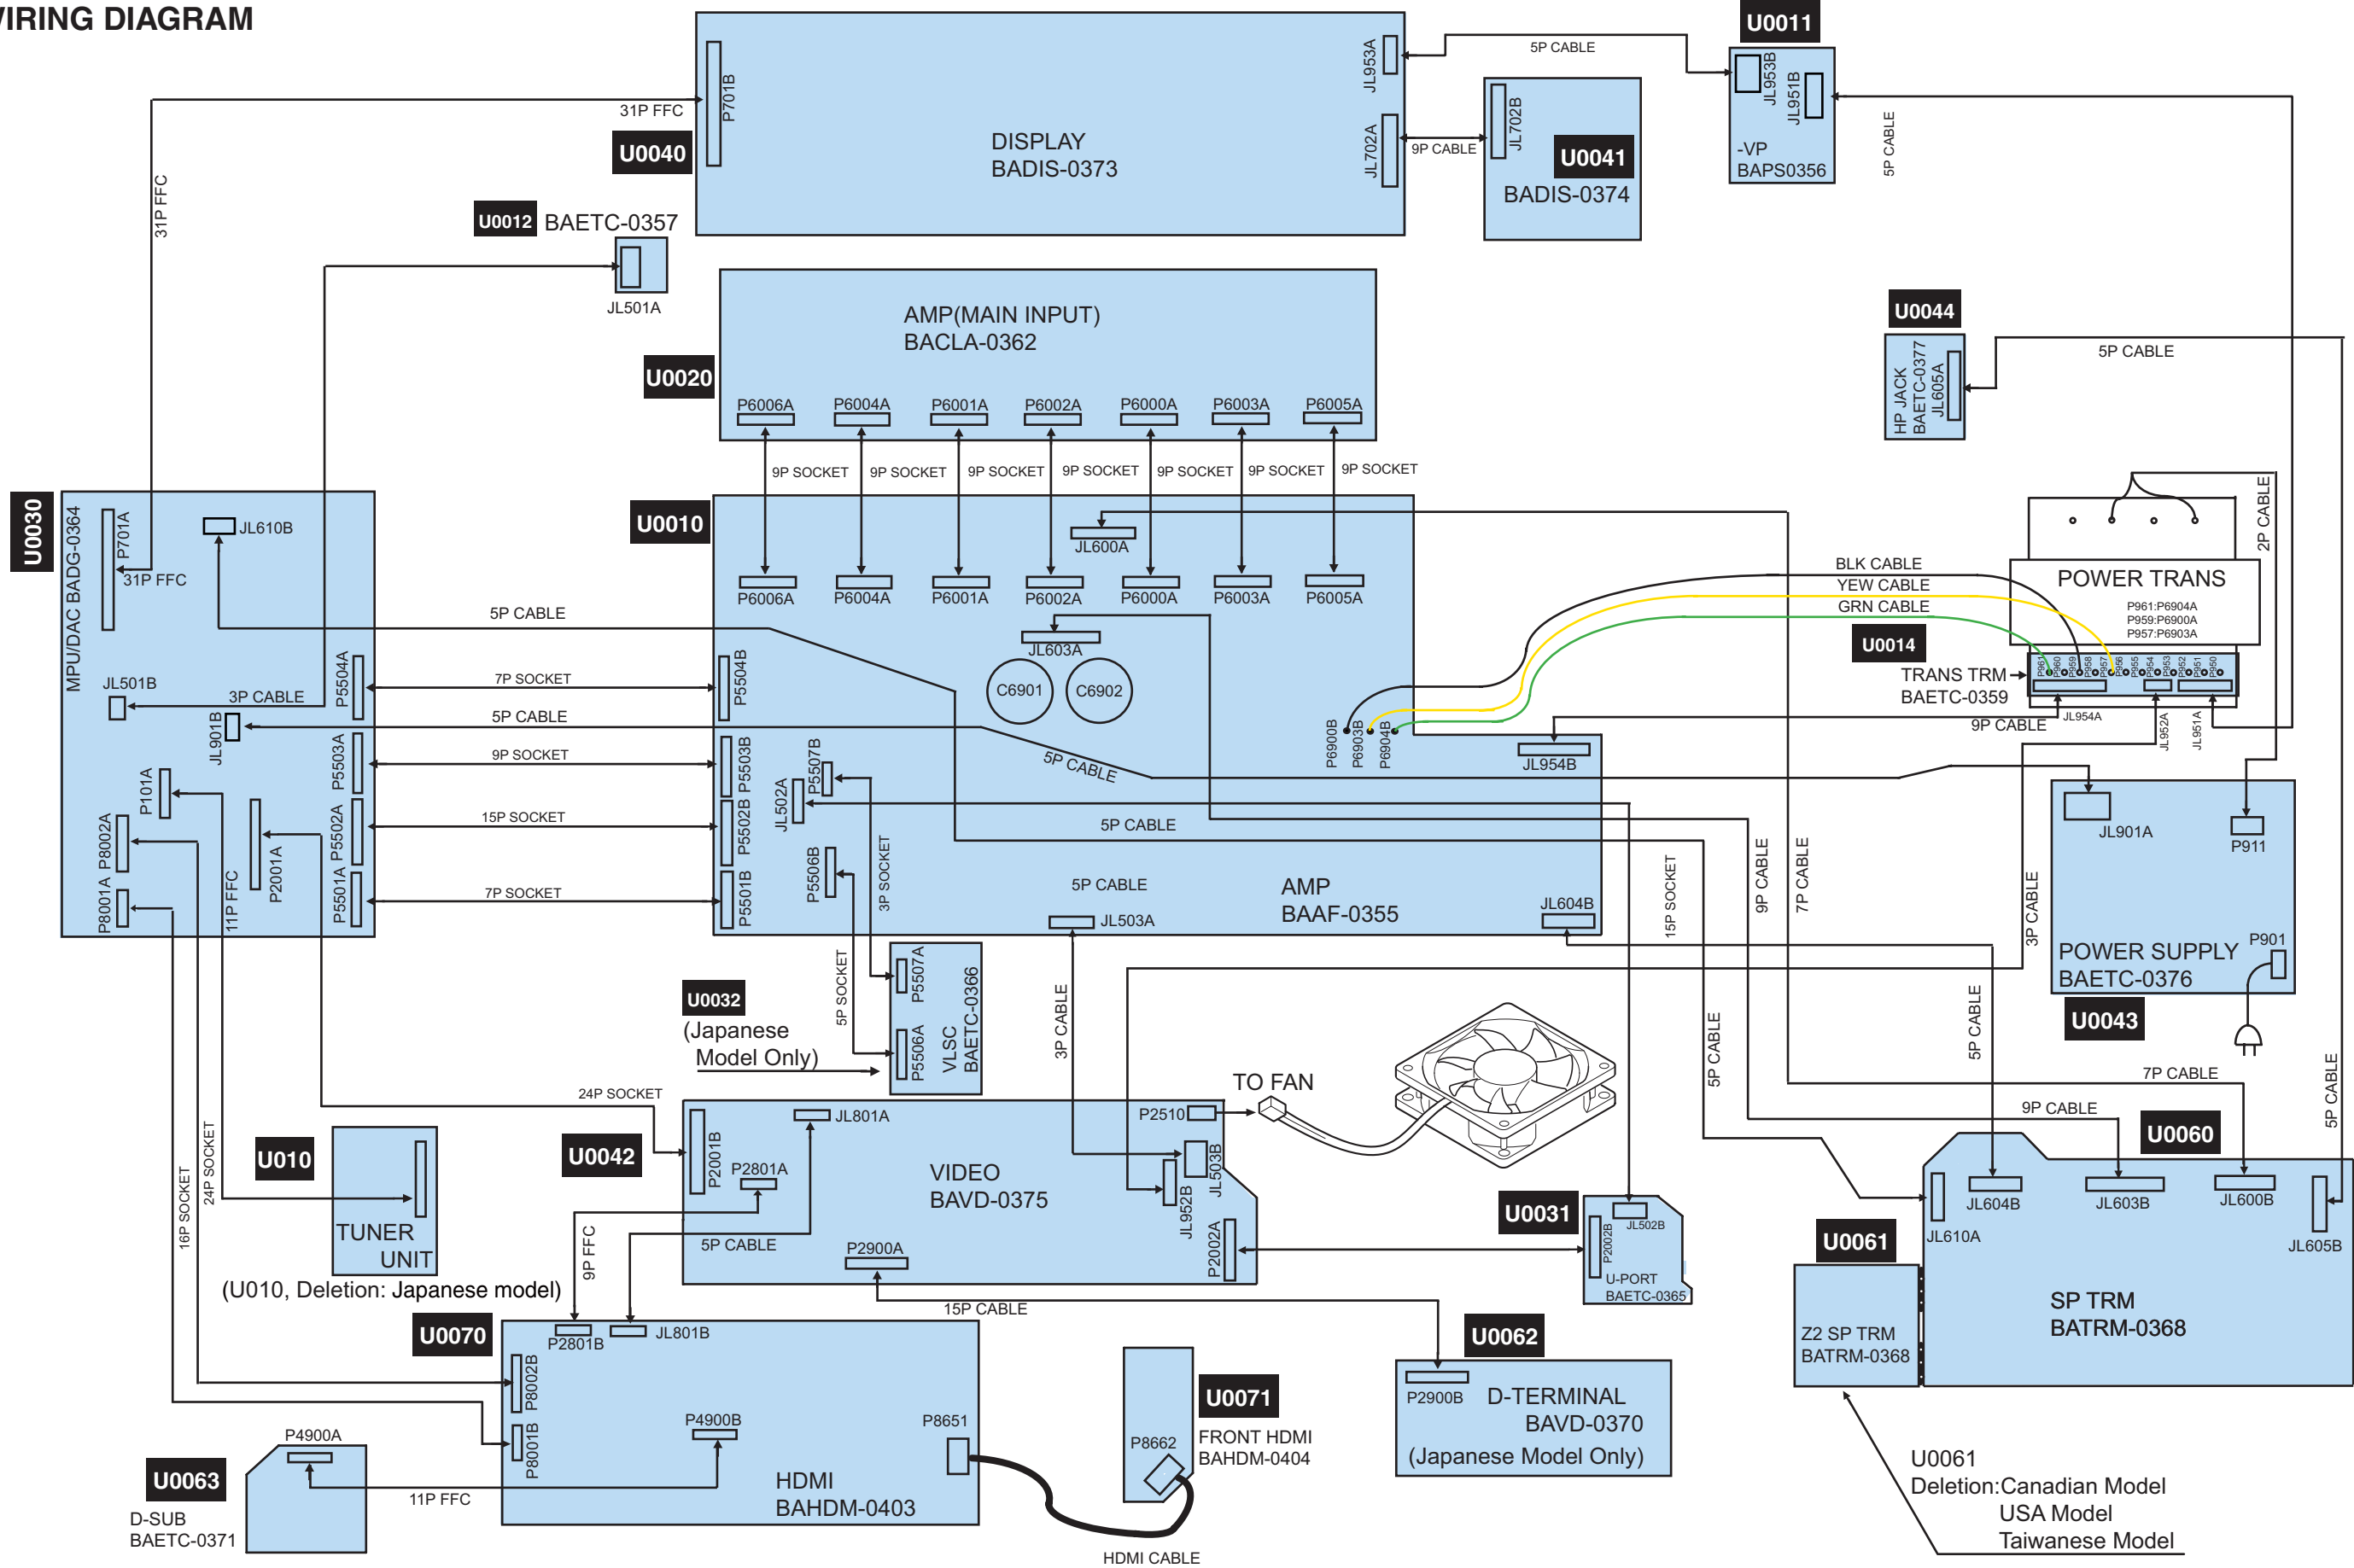 WIRING DIAGRAM
U0011
JL953A
5P CABLE
JL953B
JL951B
P701B
31P FFC
U0040
DISPLAY
BADIS-0373
JL702A
9P CABLE
JL702B
U0041
BADIS-0374
-VP
BAPS0356
5P CABLE
31P FFC
U0012
BAETC-0357
JL501A
U0044
HP JACK
BAETC-0377
JL605A
5P CABLE
AMP(MAIN INPUT)
BACLA-0362
U0020
P6006A P6004A P6001A P6002A P6000A P6003A P6005A
9P SOCKET 9P SOCKET 9P SOCKET 9P SOCKET 9P SOCKET 9P SOCKET 9P SOCKET
U0030
MPU/DAC BADG-0364
P701A
31P FFC
JL610B
U0010
JL600A
P6006A P6004A P6001A P6002A P6000A P6003A P6005A
2P CABLE
BLK CABLE
YEW CABLE
GRN CABLE
POWER TRANS
P961:P6904A
P959:P6900A
P957:P6903A
U0014
TRANS TRM
BAETC-0359
P961 P960 P959 P958 P957 P956 P955 P954 P953 P952 P951 P950
JL954A
JL952A
JL951A
9P CABLE
5P CABLE
JL603A
C6901
C6902
JL501B
3P CABLE
JL901B
P5504A
7P SOCKET
P5504B
5P CABLE
P5503A
9P SOCKET
P5503B
P5507B
JL502A
5P CABLE
P6900B
P6903B
P6904B
JL954B
P101A
P8002A
P8001A
11P FFC
P2001A
P5502A
15P SOCKET
P5502B
P5501A
7P SOCKET
P5501B
P5506B
3P SOCKET
5P CABLE
5P CABLE
JL503A
AMP
BAAF-0355
JL604B
15P SOCKET
9P CABLE
7P CABLE
JL901A
P911
3P CABLE
POWER SUPPLY
BAETC-0376
P901
U0043
U0032
(Japanese
Model Only)
5P SOCKET
P5507A
P5506A
VLSC
BAETC-0366
3P CABLE
TO FAN
5P CABLE
5P CABLE
7P CABLE
9P CABLE
5P CABLE
24P SOCKET
24P SOCKET
16P SOCKET
U010
TUNER
UNIT
(U010, Deletion: Japanese model)
U0042
P2001B
JL801A
P2801A
VIDEO
BAVD-0375
P2510
JL503B
JL952B
P2002A
5P CABLE
P2900A
9P FFC
15P CABLE
U0031
JL502B
P2002B
U-PORT
BAETC-0365
U0060
JL610A
JL604B
JL603B
JL600B
JL605B
U0061
Z2 SP TRM
BATRM-0368
SP TRM
BATRM-0368
U0070
P2801B
JL801B
P8002B
P8001B
P4900B
P8651
HDMI
BAHDM-0403
U0071
P8662
FRONT HDMI
BAHDM-0404
HDMI CABLE
U0062
P2900B
D-TERMINAL
BAVD-0370
(Japanese Model Only)
U0063
P4900A
11P FFC
D-SUB
BAETC-0371
U0061
Deletion:Canadian Model
USA Model
Taiwanese Model